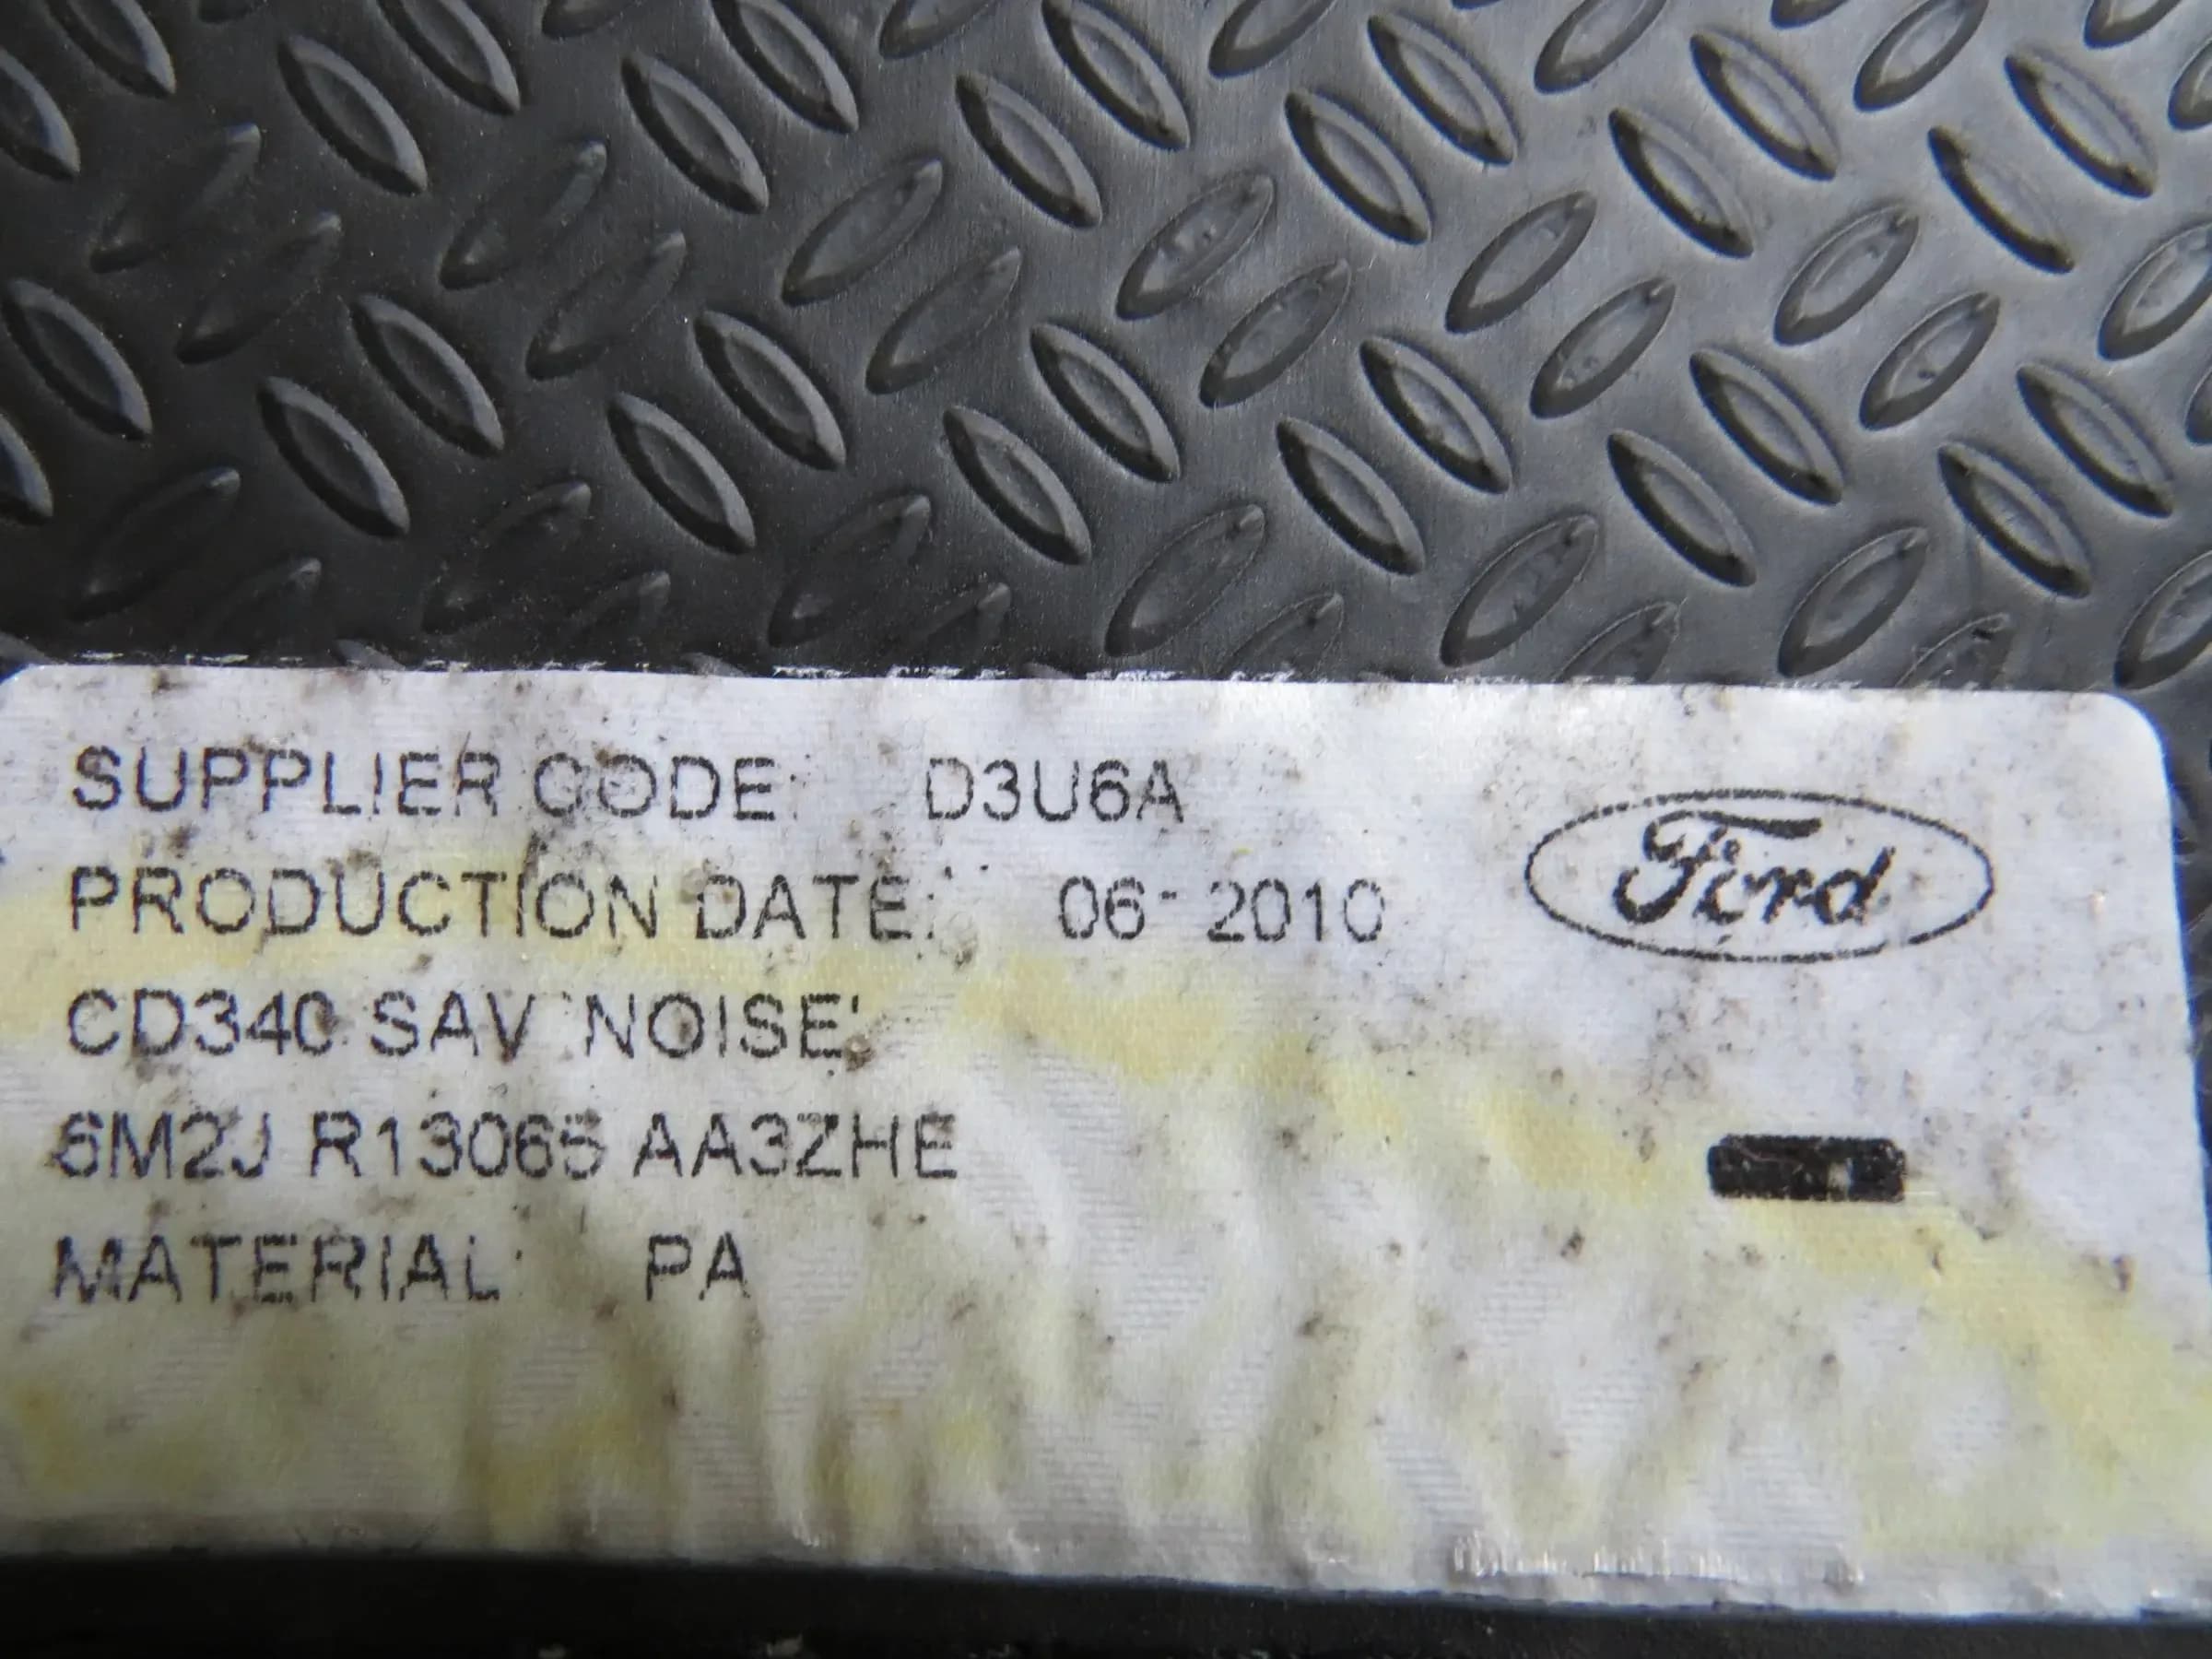 SUPPLIER CODE: D3U6A
PRODUCTION DATE: 06-2010
Ford
CD340 SAV 'NOISE'
6M2J R13065 AA3ZHE
MATERIAL: PA